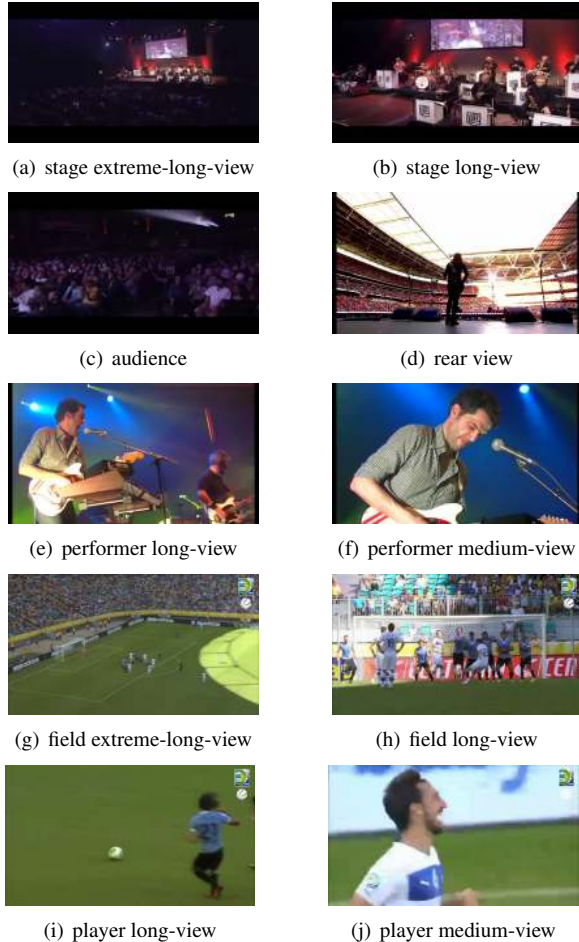 (a) stage extreme-long-view
(b) stage long-view
(c) audience
(d) rear view
(e) performer long-view
(f) performer medium-view
(g) field extreme-long-view
(h) field long-view
23
(i) player long-view
(j) player medium-view